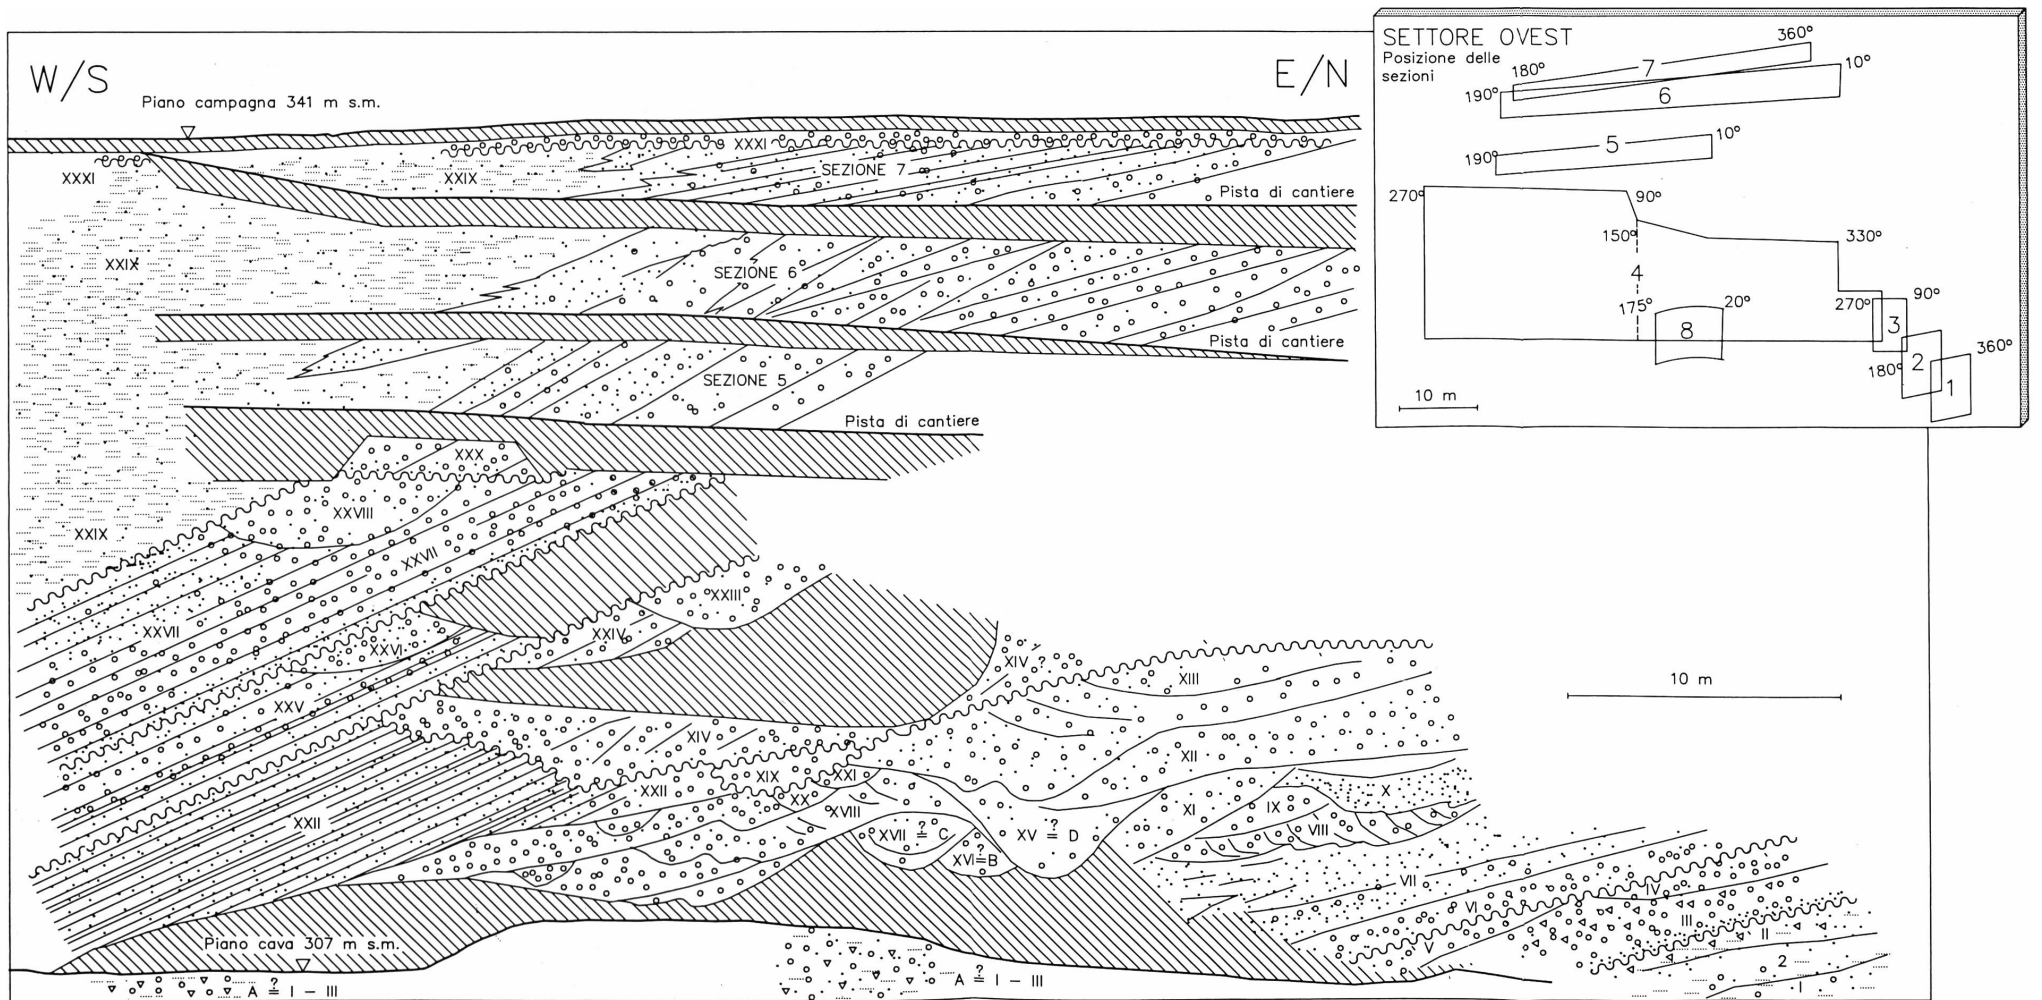 W/S
E/N
Piano campagna 341 m s.m.
XXXI
XXXI
XXIX
SEZIONE 7
Pista di cantiere
XXIX
SEZIONE 6
Pista di cantiere
SEZIONE 5
Pista di cantiere
XXX
XXVIII
XXIX
XXVII
XXVII
XXIII
XXIV
XXVI
XXV
XIV ?
XIII
XIV
XII
XIX
XXI
XXII
XX
XVIII
XXII
XVII ?= C
XVI ?= B
XV ?= D
XI
IX
X
VIII
VII
VI
V
IV
III
II
2
I
Piano cava 307 m s.m.
A ?= I – III
A ?= I – III
10 m
SETTORE OVEST
Posizione delle
sezioni
360°
180°
7
10°
190°
6
5
10°
190°
270°
90°
150°
330°
4
175°
20°
270°
90°
8
3
360°
180°
2
1
10 m